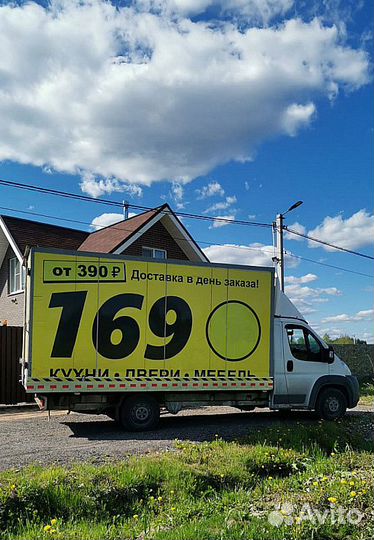 от 390 ₽ Доставка в день заказа!
169
КУХНИ • ДВЕРИ • МЕБЕЛЬ
Avito